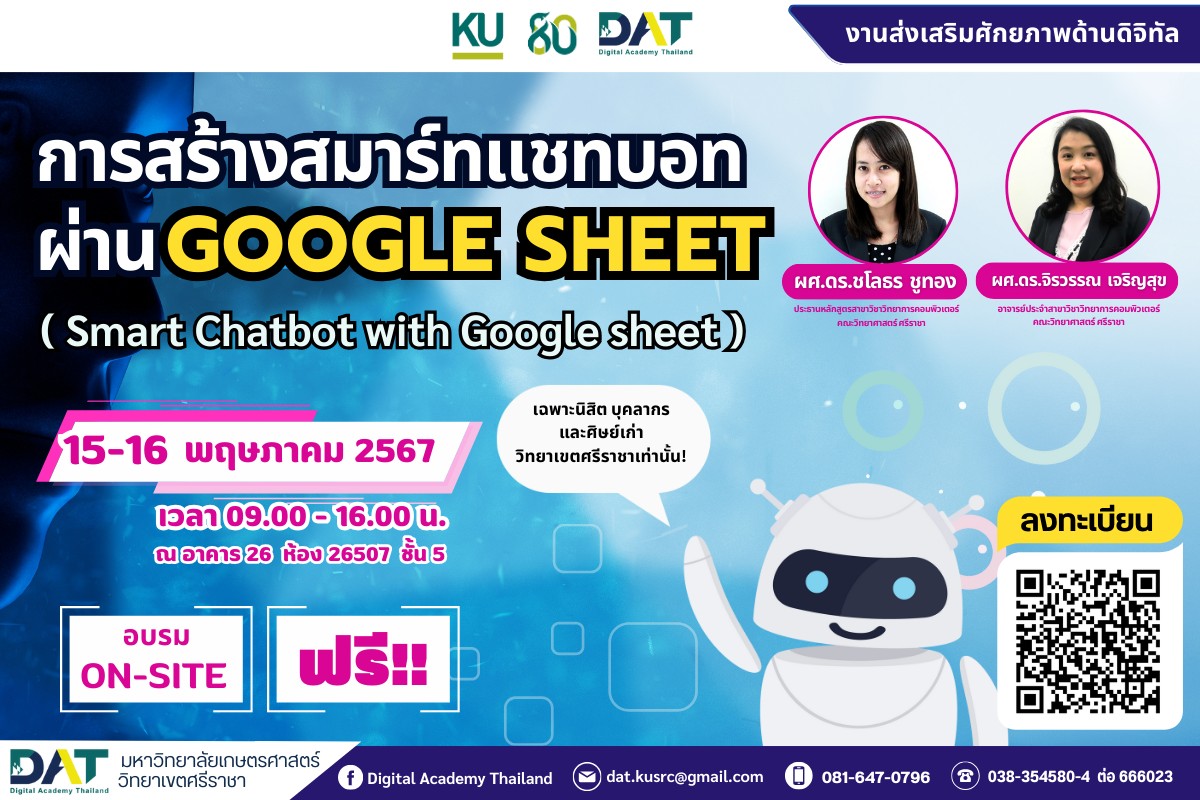 KU 80 DAT
Digital Academy Thailand
งานส่งเสริมศักยภาพด้านดิจิทัล
การสร้างสมาร์ทแชทบอท
ผ่าน GOOGLE SHEET
( Smart Chatbot with Google sheet )
ผศ.ดร.ชโลธร ชูทอง
ประธานหลักสูตรสาขาวิชาวิทยาการคอมพิวเตอร์
คณะวิทยาศาสตร์ ศรีราชา
ผศ.ดร.จิรวรรณ เจริญสุข
อาจารย์ประจำสาขาวิชาวิทยาการคอมพิวเตอร์
คณะวิทยาศาสตร์ ศรีราชา
15-16 พฤษภาคม 2567
เวลา 09.00 - 16.00 น.
ณ อาคาร 26 ห้อง 26507 ชั้น 5
เฉพาะนิสิต บุคลากร
และศิษย์เก่า
วิทยาเขตศรีราชาเท่านั้น!
อบรม
ON-SITE
ฟรี!!
ลงทะเบียน
DAT
Digital Academy Thailand
มหาวิทยาลัยเกษตรศาสตร์
วิทยาเขตศรีราชา
Digital Academy Thailand
dat.kusrc@gmail.com
081-647-0796
038-354580-4 ต่อ 666023